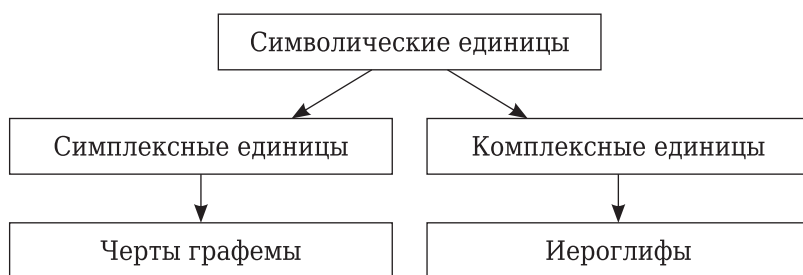 Символические единицы
Симплексные единицы
Комплексные единицы
Черты графемы
Иероглифы